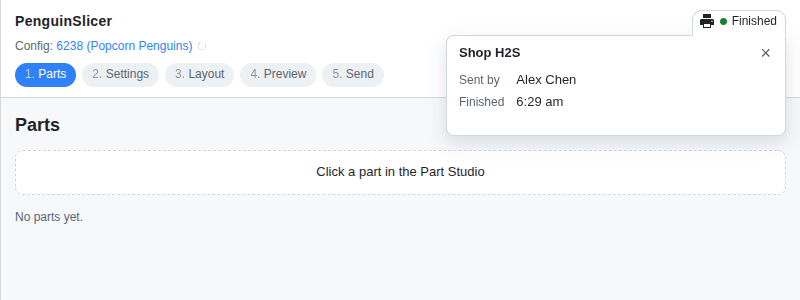 PenguinSlicer
Finished
Config: 6238 (Popcorn Penguins)
1. Parts
2. Settings
3. Layout
4. Preview
5. Send
Shop H2S
×
Sent by Alex Chen
Finished 6:29 am
Parts
Click a part in the Part Studio
No parts yet.